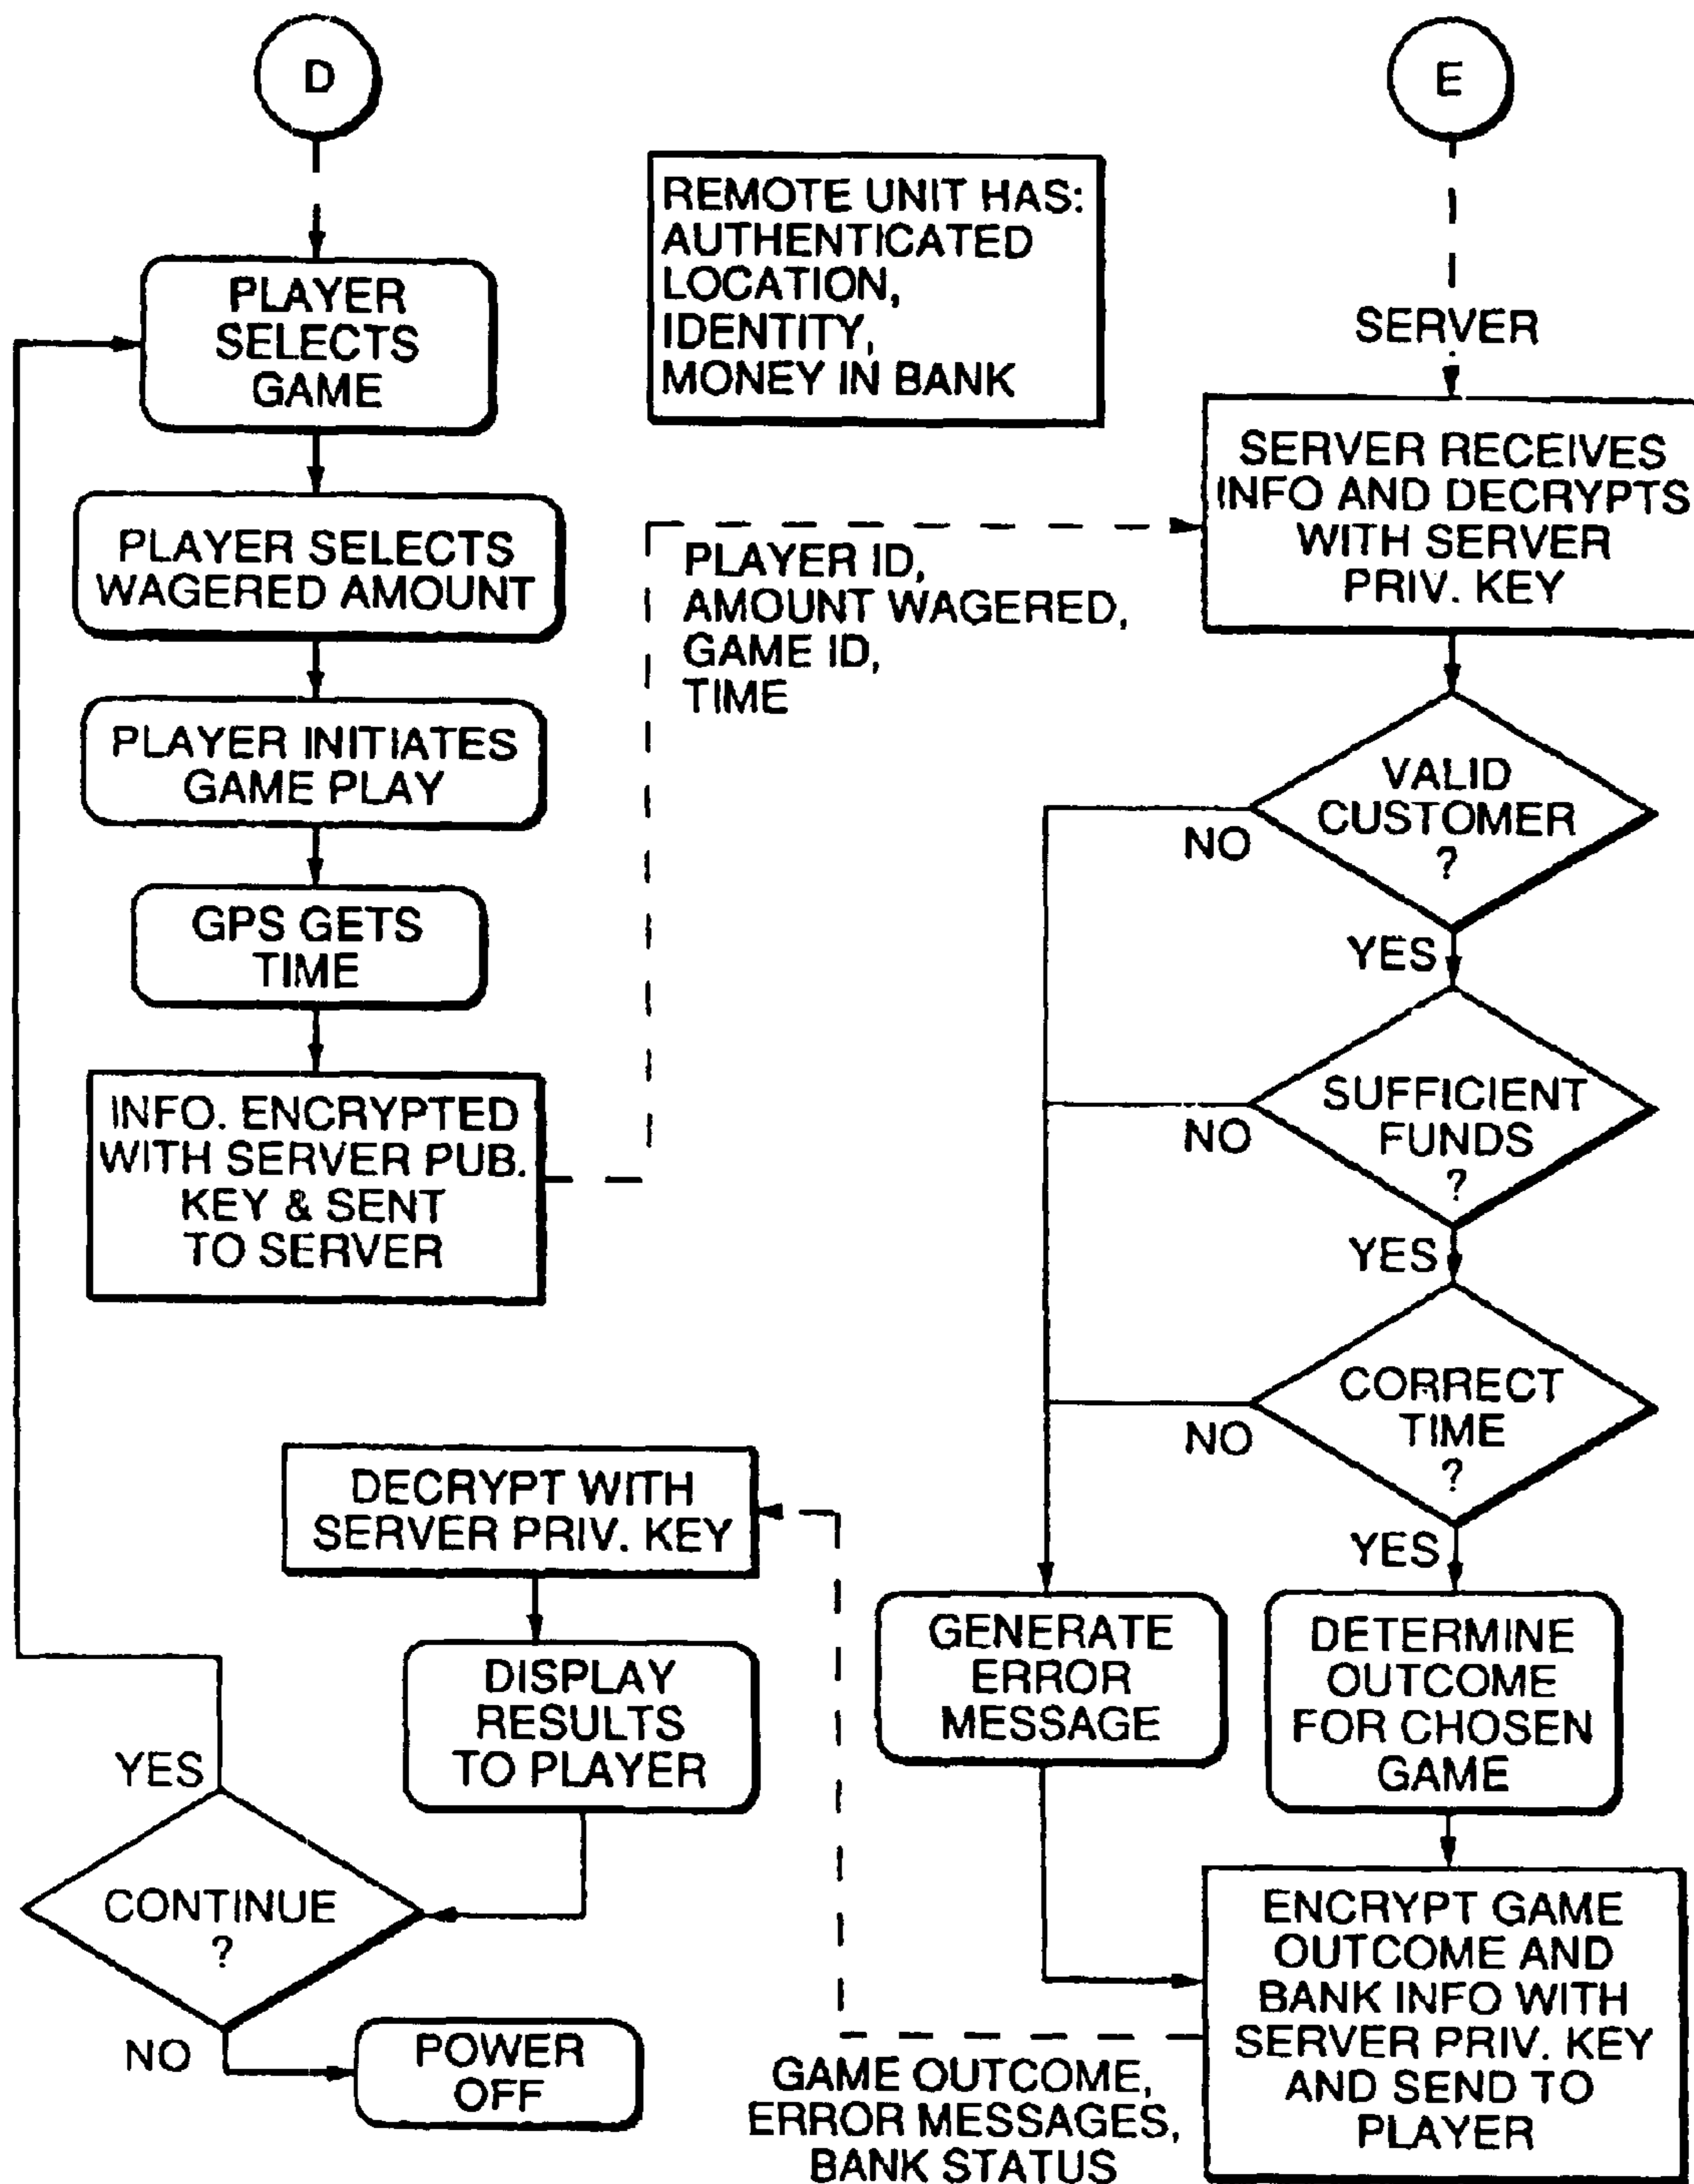 D
PLAYER
SELECTS
GAME
PLAYER SELECTS
WAGERED AMOUNT
PLAYER INITIATES
GAME PLAY
GPS GETS
TIME
INFO. ENCRYPTED
WITH SERVER PUB.
KEY & SENT
TO SERVER
REMOTE UNIT HAS:
AUTHENTICATED
LOCATION,
IDENTITY,
MONEY IN BANK
PLAYER ID,
AMOUNT WAGERED,
GAME ID,
TIME
E
SERVER
SERVER RECEIVES
INFO AND DECRYPTS
WITH SERVER
PRIV. KEY
VALID
CUSTOMER
?
NO
YES
SUFFICIENT
FUNDS
?
NO
YES
CORRECT
TIME
?
NO
YES
GENERATE
ERROR
MESSAGE
DETERMINE
OUTCOME
FOR CHOSEN
GAME
ENCRYPT GAME
OUTCOME AND
BANK INFO WITH
SERVER PRIV. KEY
AND SEND TO
PLAYER
GAME OUTCOME,
ERROR MESSAGES,
BANK STATUS
DECRYPT WITH
SERVER PRIV. KEY
DISPLAY
RESULTS
TO PLAYER
YES
CONTINUE
?
NO
POWER
OFF